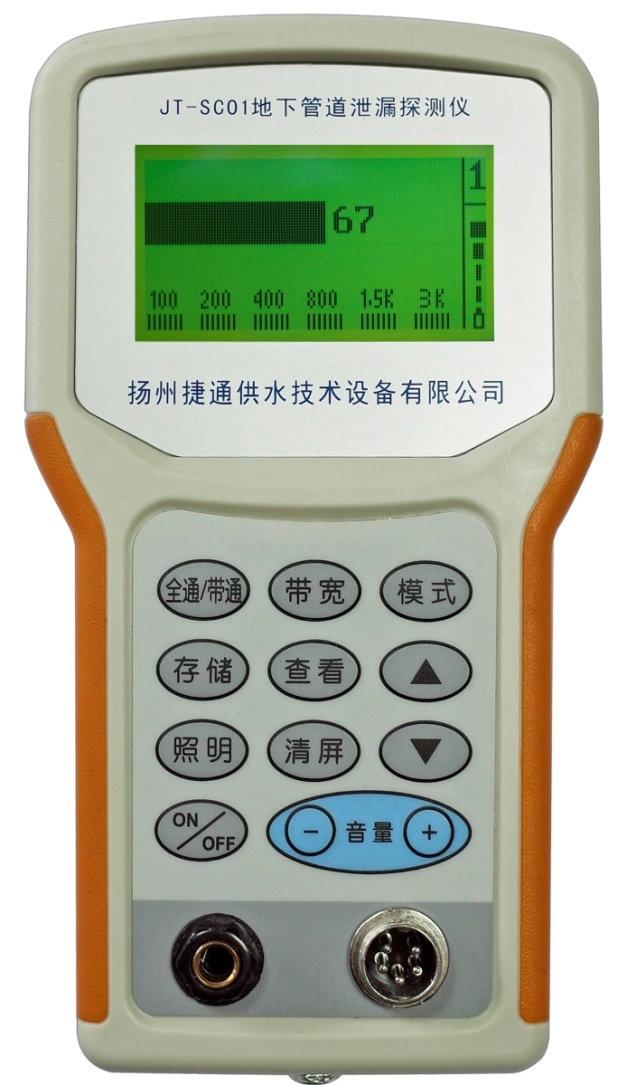 JT-SC01地下管道泄漏探测仪
1
67
100 200 400 800 1.5K 3K
扬州捷通供水技术设备有限公司
全通/带通 带宽 模式
存储 查看 ▲
照明 清屏 ▼
ON/OFF - 音量 +